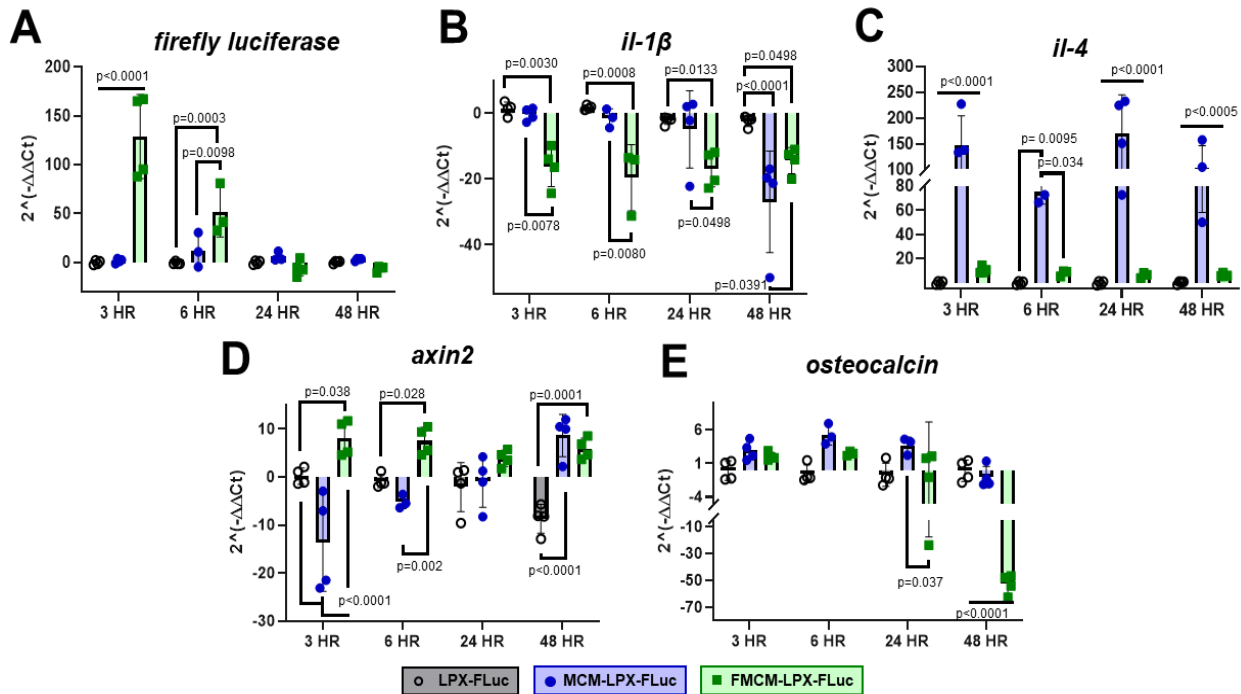 A
firefly luciferase
2^(-ΔΔCt)
200
150
100
50
0
p<0.0001
p=0.0003
p=0.0098
3 HR 6 HR 24 HR 48 HR
B
il-1β
2^(-ΔΔCt)
0
-20
-40
p=0.0030
p=0.0008
p=0.0133
p=0.0498
p<0.0001
p=0.0078
p=0.0080
p=0.0498
p=0.0391
3 HR 6 HR 24 HR 48 HR
C
il-4
2^(-ΔΔCt)
300
250
200
150
100
80
60
40
20
p<0.0001
p= 0.0095
p=0.034
p<0.0001
p<0.0005
3 HR 6 HR 24 HR 48 HR
D
axin2
2^(-ΔΔCt)
10
0
-10
-20
-30
p=0.038
p=0.028
p=0.0001
p=0.002
p<0.0001
p<0.0001
3 HR 6 HR 24 HR 48 HR
E
osteocalcin
2^(-ΔΔCt)
6
1
-4
-10
-30
-50
-70
p=0.037
p<0.0001
3 HR 6 HR 24 HR 48 HR
LPX-FLuc MCM-LPX-FLuc FMCM-LPX-FLuc